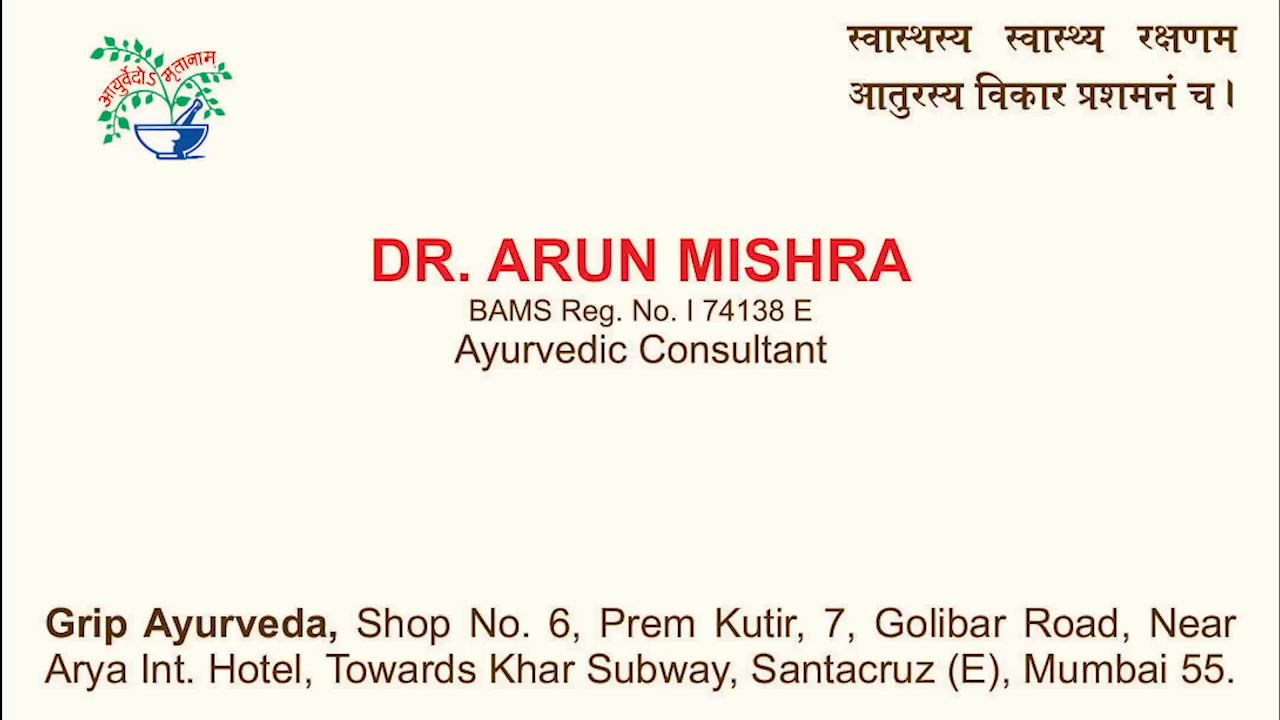 आयुर्वेदोऽ मृतानाम्
स्वास्थस्य स्वास्थ्य रक्षणम
आतुरस्य विकार प्रशमनं च।
DR. ARUN MISHRA
BAMS Reg. No. I 74138 E
Ayurvedic Consultant
Grip Ayurveda, Shop No. 6, Prem Kutir, 7, Golibar Road, Near
Arya Int. Hotel, Towards Khar Subway, Santacruz (E), Mumbai 55.